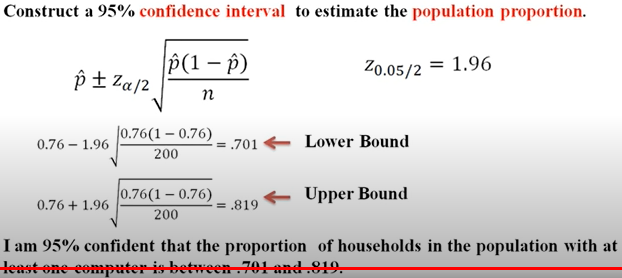 Construct a 95% confidence interval to estimate the population proportion.
p̂ ± z_{α/2} √(p̂(1 − p̂)/n)
z_{0.05/2} = 1.96
0.76 − 1.96 √(0.76(1 − 0.76)/200) = .701 ← Lower Bound
0.76 + 1.96 √(0.76(1 − 0.76)/200) = .819 ← Upper Bound
I am 95% confident that the proportion of households in the population with at
least one computer is between .701 and .819.